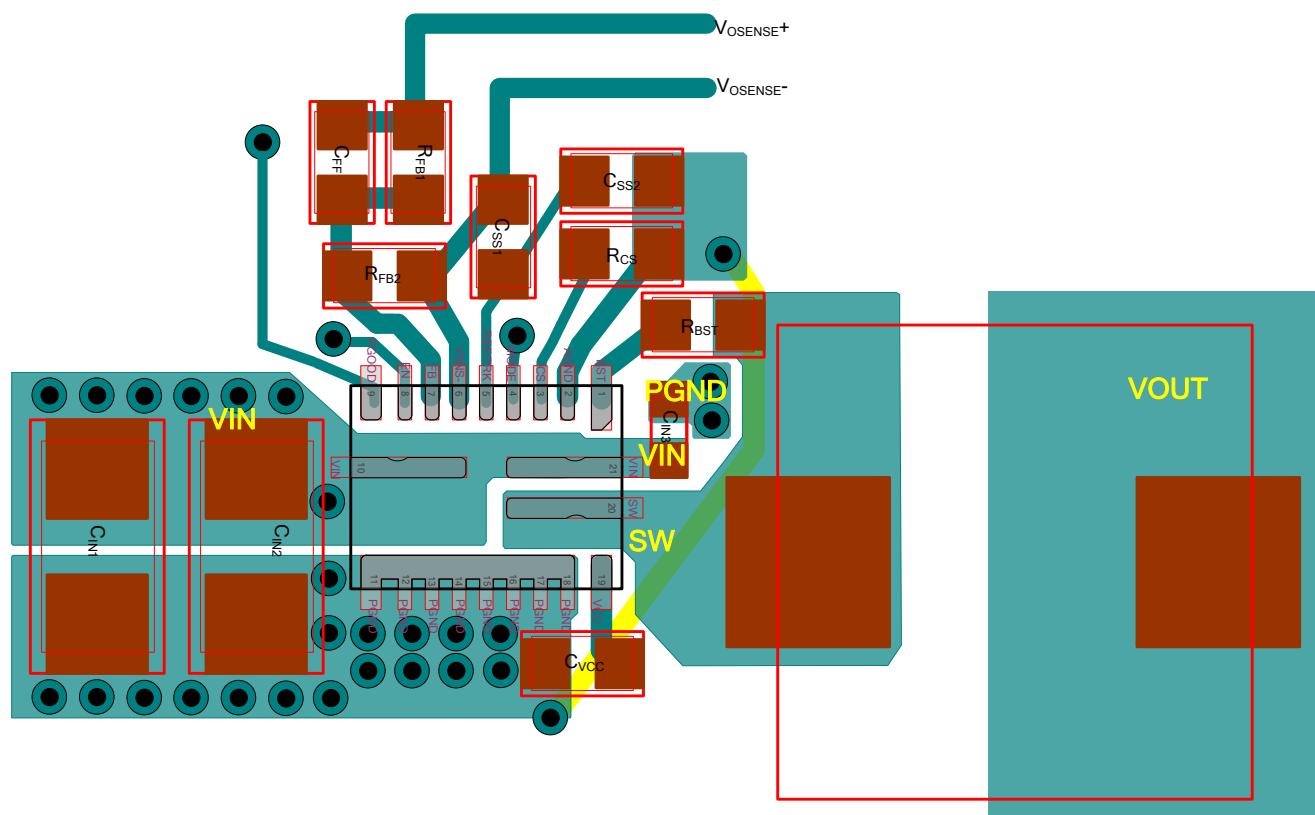 VOSENSE+
VOSENSE-
CFF
RFB1
CSS1
CSS2
RFB2
RCS
RBST
PGOOD
EN
FB
SS/TRK
MODE
CS
AGND
BST
9
8
7
6
5
4
3
2
1
PGND
VOUT
VIN
CIN3
VIN
VIN
10
21
VIN
20
SW
SW
CIN1
CIN2
11
12
13
14
15
16
17
18
19
PGND
PGND
PGND
PGND
PGND
PGND
PGND
PGND
VCC
CVCC